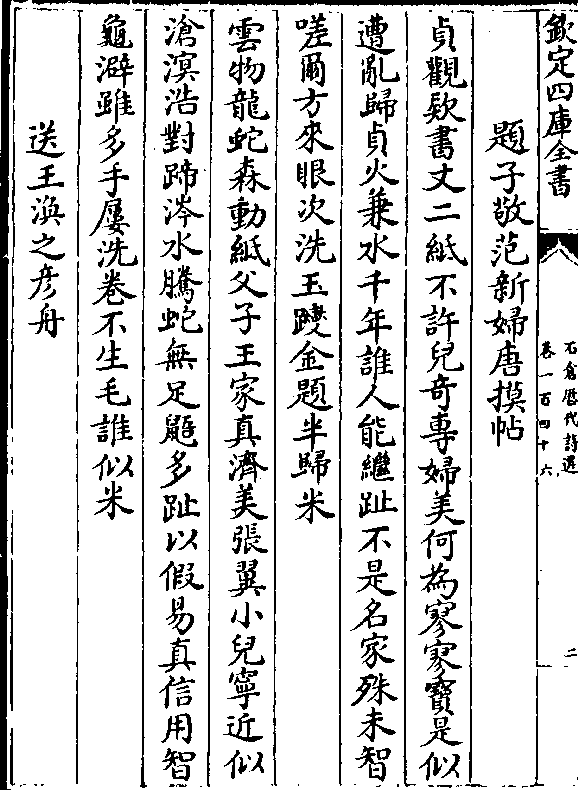 欽定四庫全書
石倉歷代詩選
卷一百四十六
二
題子敬范新婦唐摸帖
貞觀欵書丈二紙不許兒竒專婦美何為寥寥寳是似
遭亂歸貞火兼水千年誰人能繼趾不是名家殊未智
嗟爾方來眼次洗玉躞金題半歸米
雲物龍蛇森動紙父子王家真濟美張翼小兒寧近似
滄溟浩對蹄涔水騰蛇無足鼯多趾以假易真信用智
龜澼雖多手屢洗卷不生毛誰似米
送王渙之彦舟